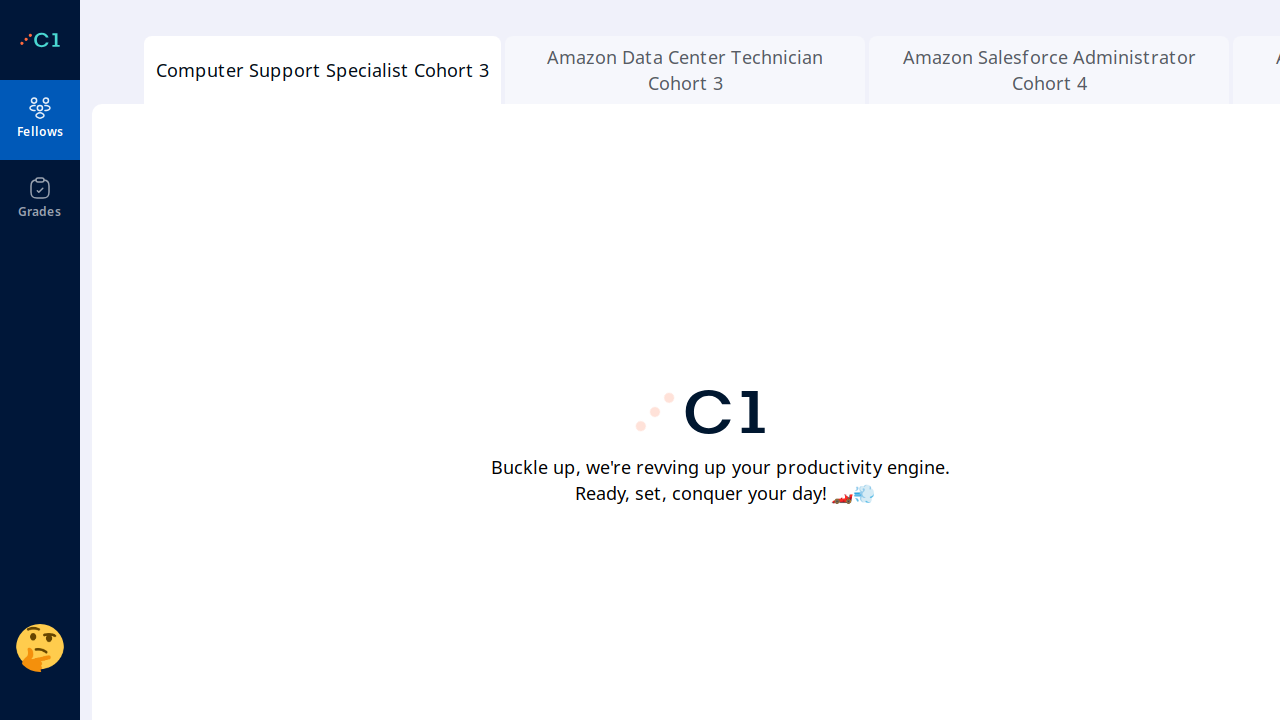 C1
Fellows
Grades
Computer Support Specialist Cohort 3
Amazon Data Center Technician
Cohort 3
Amazon Salesforce Administrator
Cohort 4
C1
Buckle up, we're revving up your productivity engine.
Ready, set, conquer your day! 🏎️💨